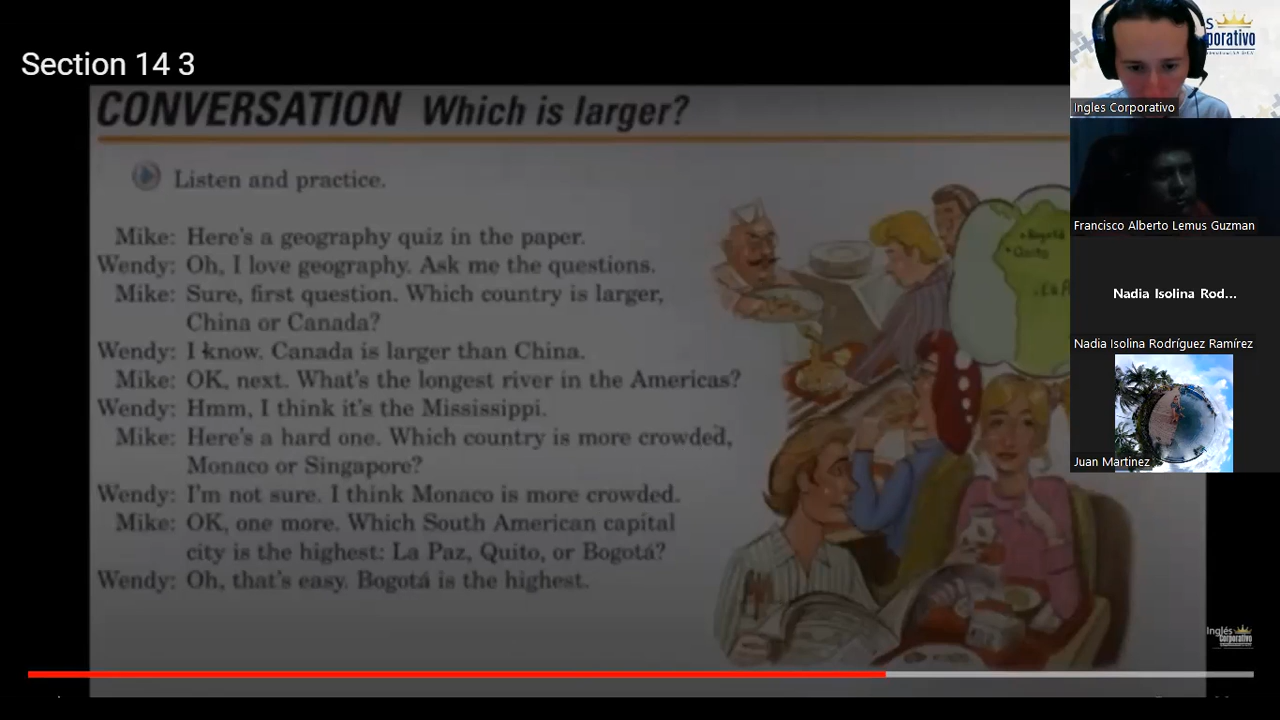 Section 14 3
CONVERSATION Which is larger?
Listen and practice.
Mike: Here's a geography quiz in the paper.
Wendy: Oh, I love geography. Ask me the questions.
Mike: Sure, first question. Which country is larger,
China or Canada?
Wendy: I know. Canada is larger than China.
Mike: OK, next. What's the longest river in the Americas?
Wendy: Hmm, I think it's the Mississippi.
Mike: Here's a hard one. Which country is more crowded,
Monaco or Singapore?
Wendy: I'm not sure. I think Monaco is more crowded.
Mike: OK, one more. Which South American capital
city is the highest: La Paz, Quito, or Bogotá?
Wendy: Oh, that's easy. Bogotá is the highest.
Bogotá
Quito
La P
S
porativo
Ingles Corporativo
Francisco Alberto Lemus Guzman
Nadia Isolina Rod...
Nadia Isolina Rodríguez Ramírez
Juan Martinez
Inglés
Corporativo